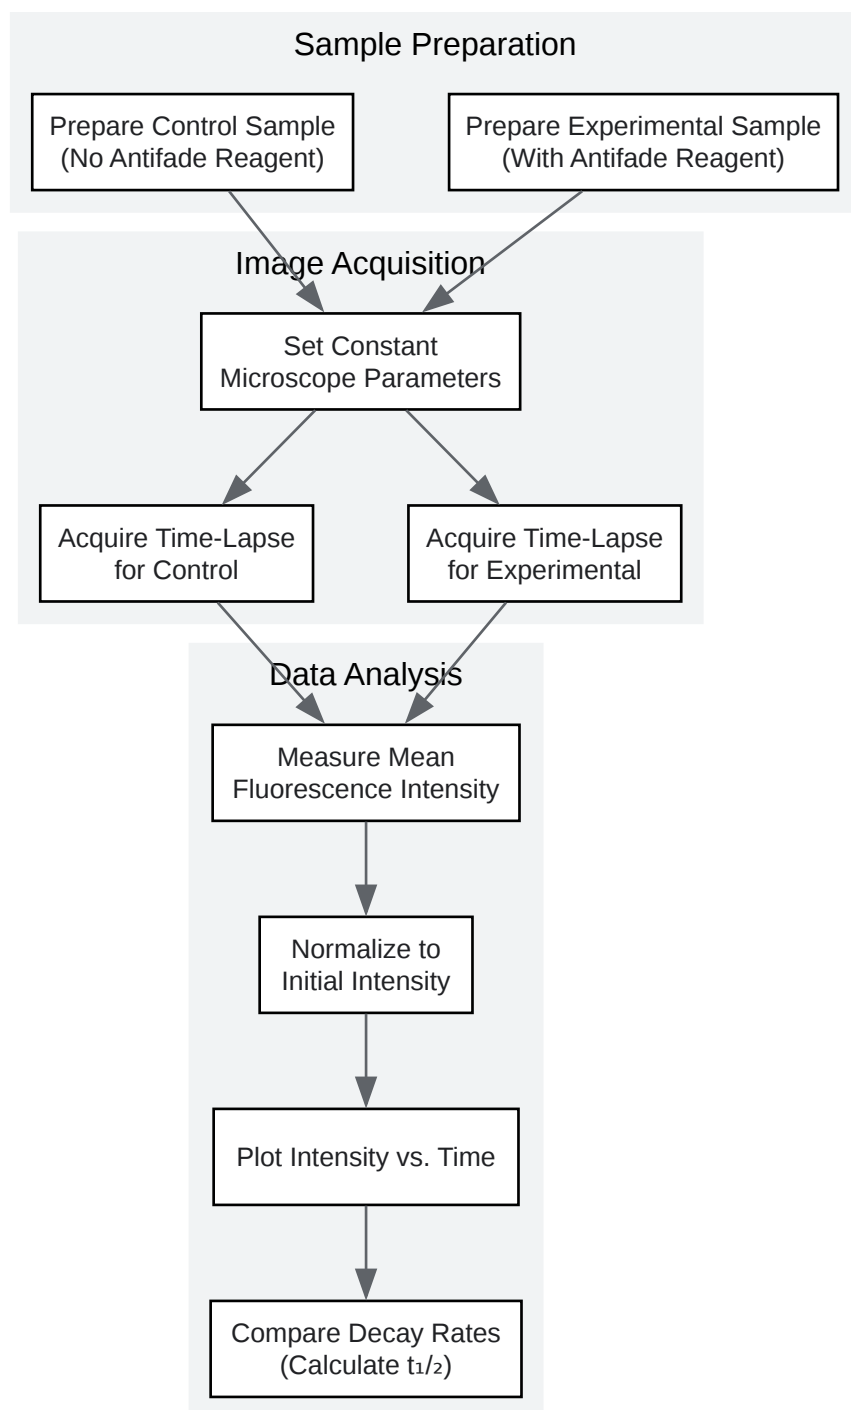 Sample Preparation
Prepare Control Sample
(No Antifade Reagent)
Prepare Experimental Sample
(With Antifade Reagent)
Image Acquisition
Set Constant
Microscope Parameters
Acquire Time-Lapse
for Control
Acquire Time-Lapse
for Experimental
Data Analysis
Measure Mean
Fluorescence Intensity
Normalize to
Initial Intensity
Plot Intensity vs. Time
Compare Decay Rates
(Calculate t₁/₂)